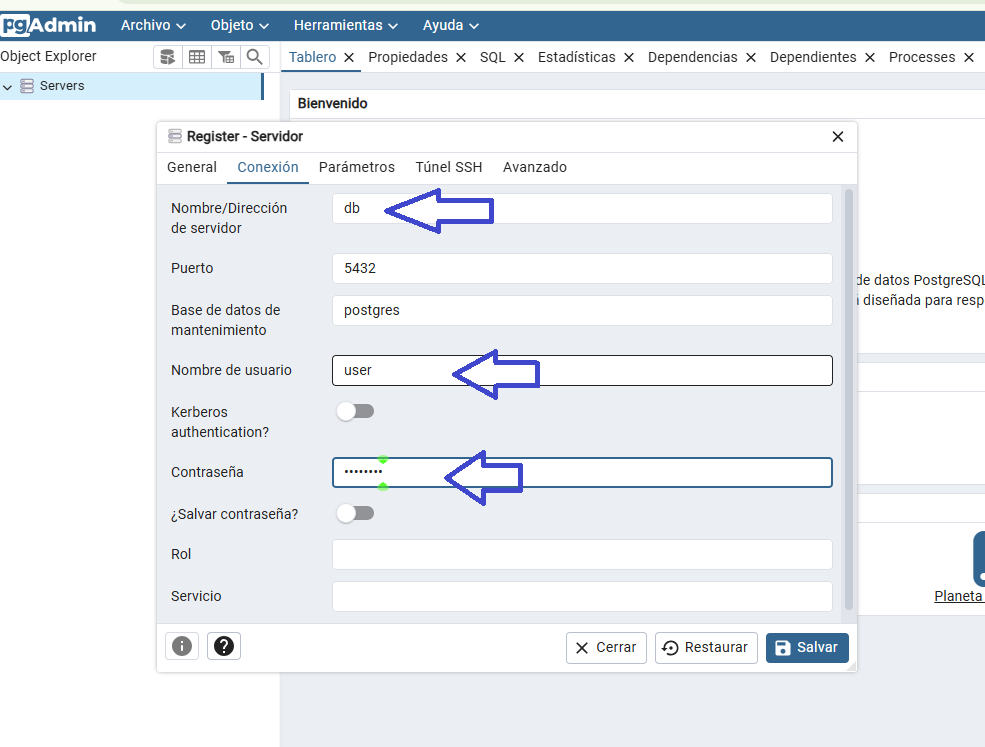 pgAdmin Archivo Objeto Herramientas Ayuda
Object Explorer
Tablero Propiedades SQL Estadísticas Dependencias Dependientes Processes
Servers
Bienvenido
Register - Servidor
General Conexión Parámetros Túnel SSH Avanzado
Nombre/Dirección
de servidor
db
Puerto
5432
Base de datos de
mantenimiento
postgres
Nombre de usuario
user
Kerberos
authentication?
Contraseña
••••••••
¿Salvar contraseña?
Rol
Servicio
Cerrar Restaurar Salvar
de datos PostgreSQL
diseñada para resp
Planeta